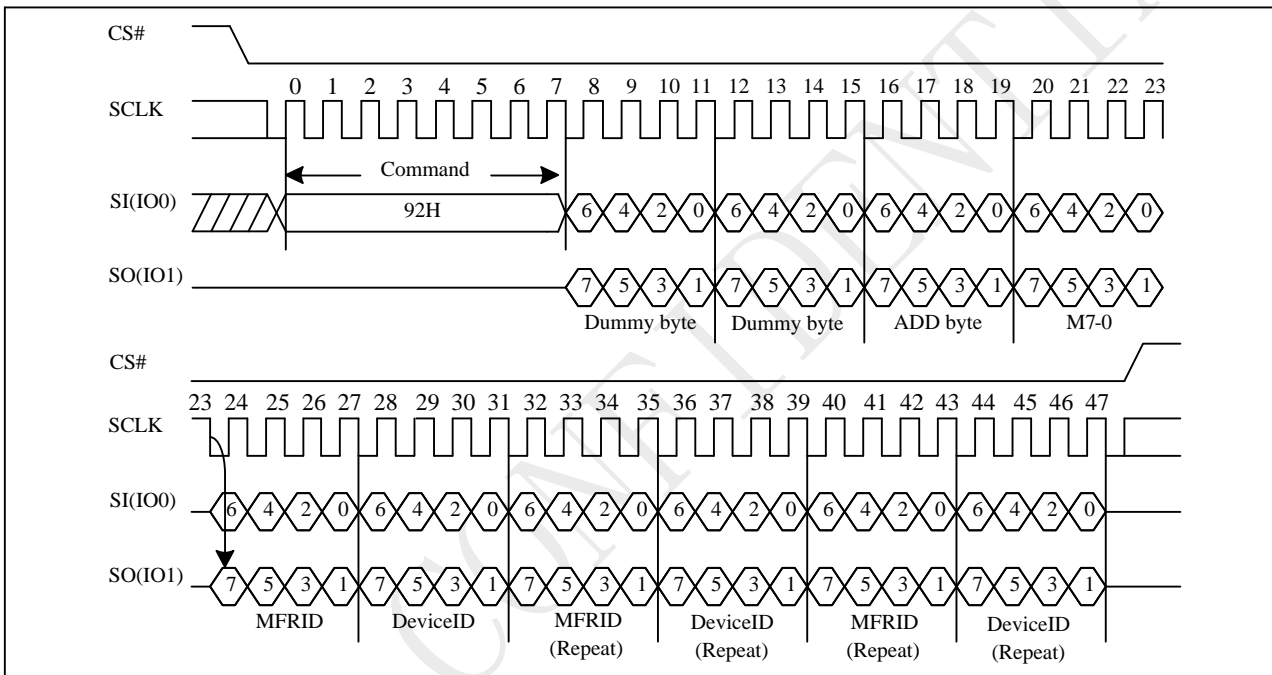 CS#
0 1 2 3 4 5 6 7 8 9 10 11 12 13 14 15 16 17 18 19 20 21 22 23
SCLK
Command
SI(IO0)
92H
6 4 2 0 6 4 2 0 6 4 2 0 6 4 2 0
SO(IO1)
7 5 3 1 7 5 3 1 7 5 3 1 7 5 3 1
Dummy byte Dummy byte ADD byte M7-0
CS#
23 24 25 26 27 28 29 30 31 32 33 34 35 36 37 38 39 40 41 42 43 44 45 46 47
SCLK
SI(IO0)
6 4 2 0 6 4 2 0 6 4 2 0 6 4 2 0 6 4 2 0 6 4 2 0
SO(IO1)
7 5 3 1 7 5 3 1 7 5 3 1 7 5 3 1 7 5 3 1 7 5 3 1
MFRID DeviceID MFRID DeviceID MFRID DeviceID
(Repeat) (Repeat) (Repeat) (Repeat)
CONFIDENTI